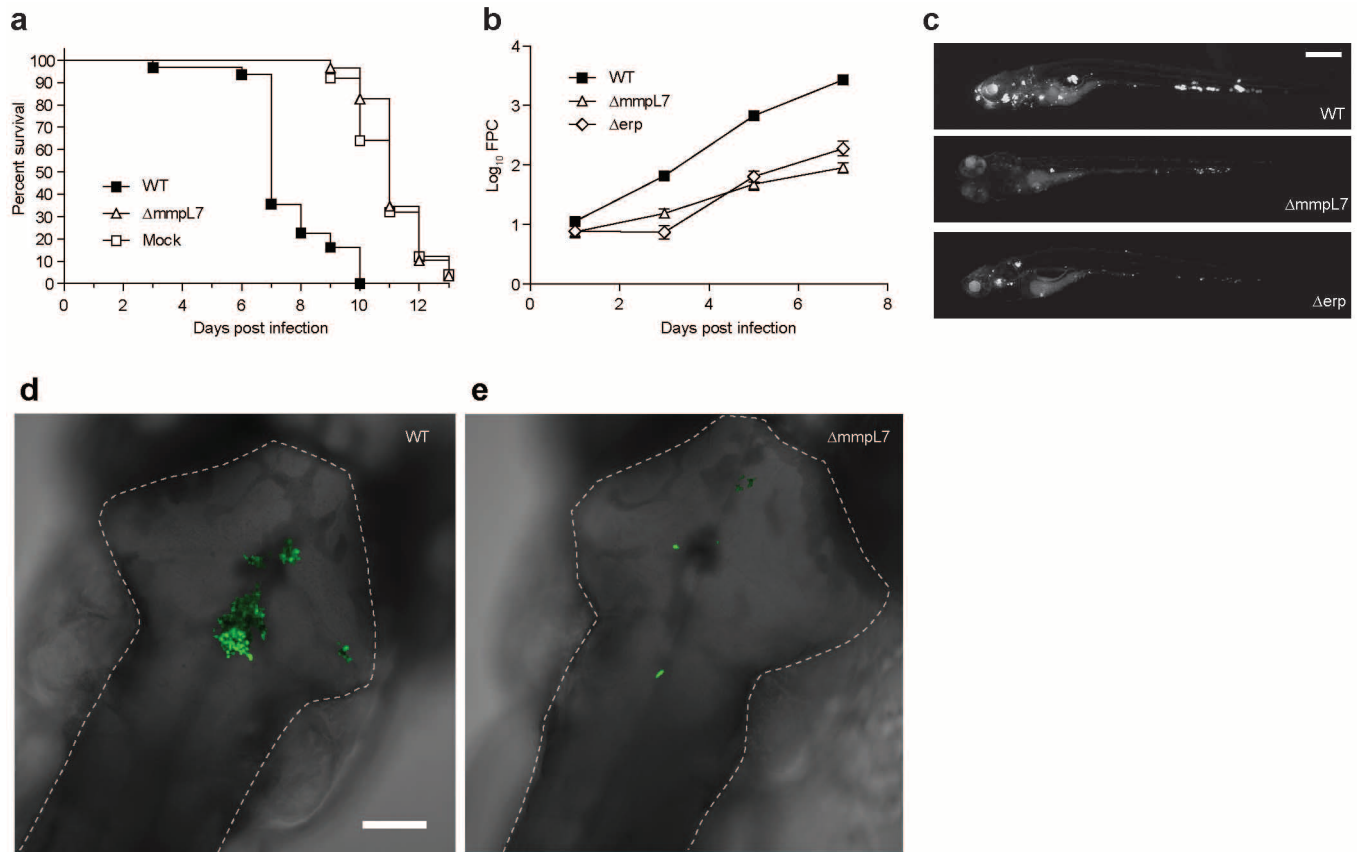 a
100
90
80
70
60
50
40
30
20
10
0
Percent survival
WT
ΔmmpL7
Mock
0 2 4 6 8 10 12
Days post infection
b
4
3
2
1
0
Log10 FPC
WT
ΔmmpL7
Δerp
0 2 4 6 8
Days post infection
c
WT
ΔmmpL7
Δerp
d
WT
e
ΔmmpL7